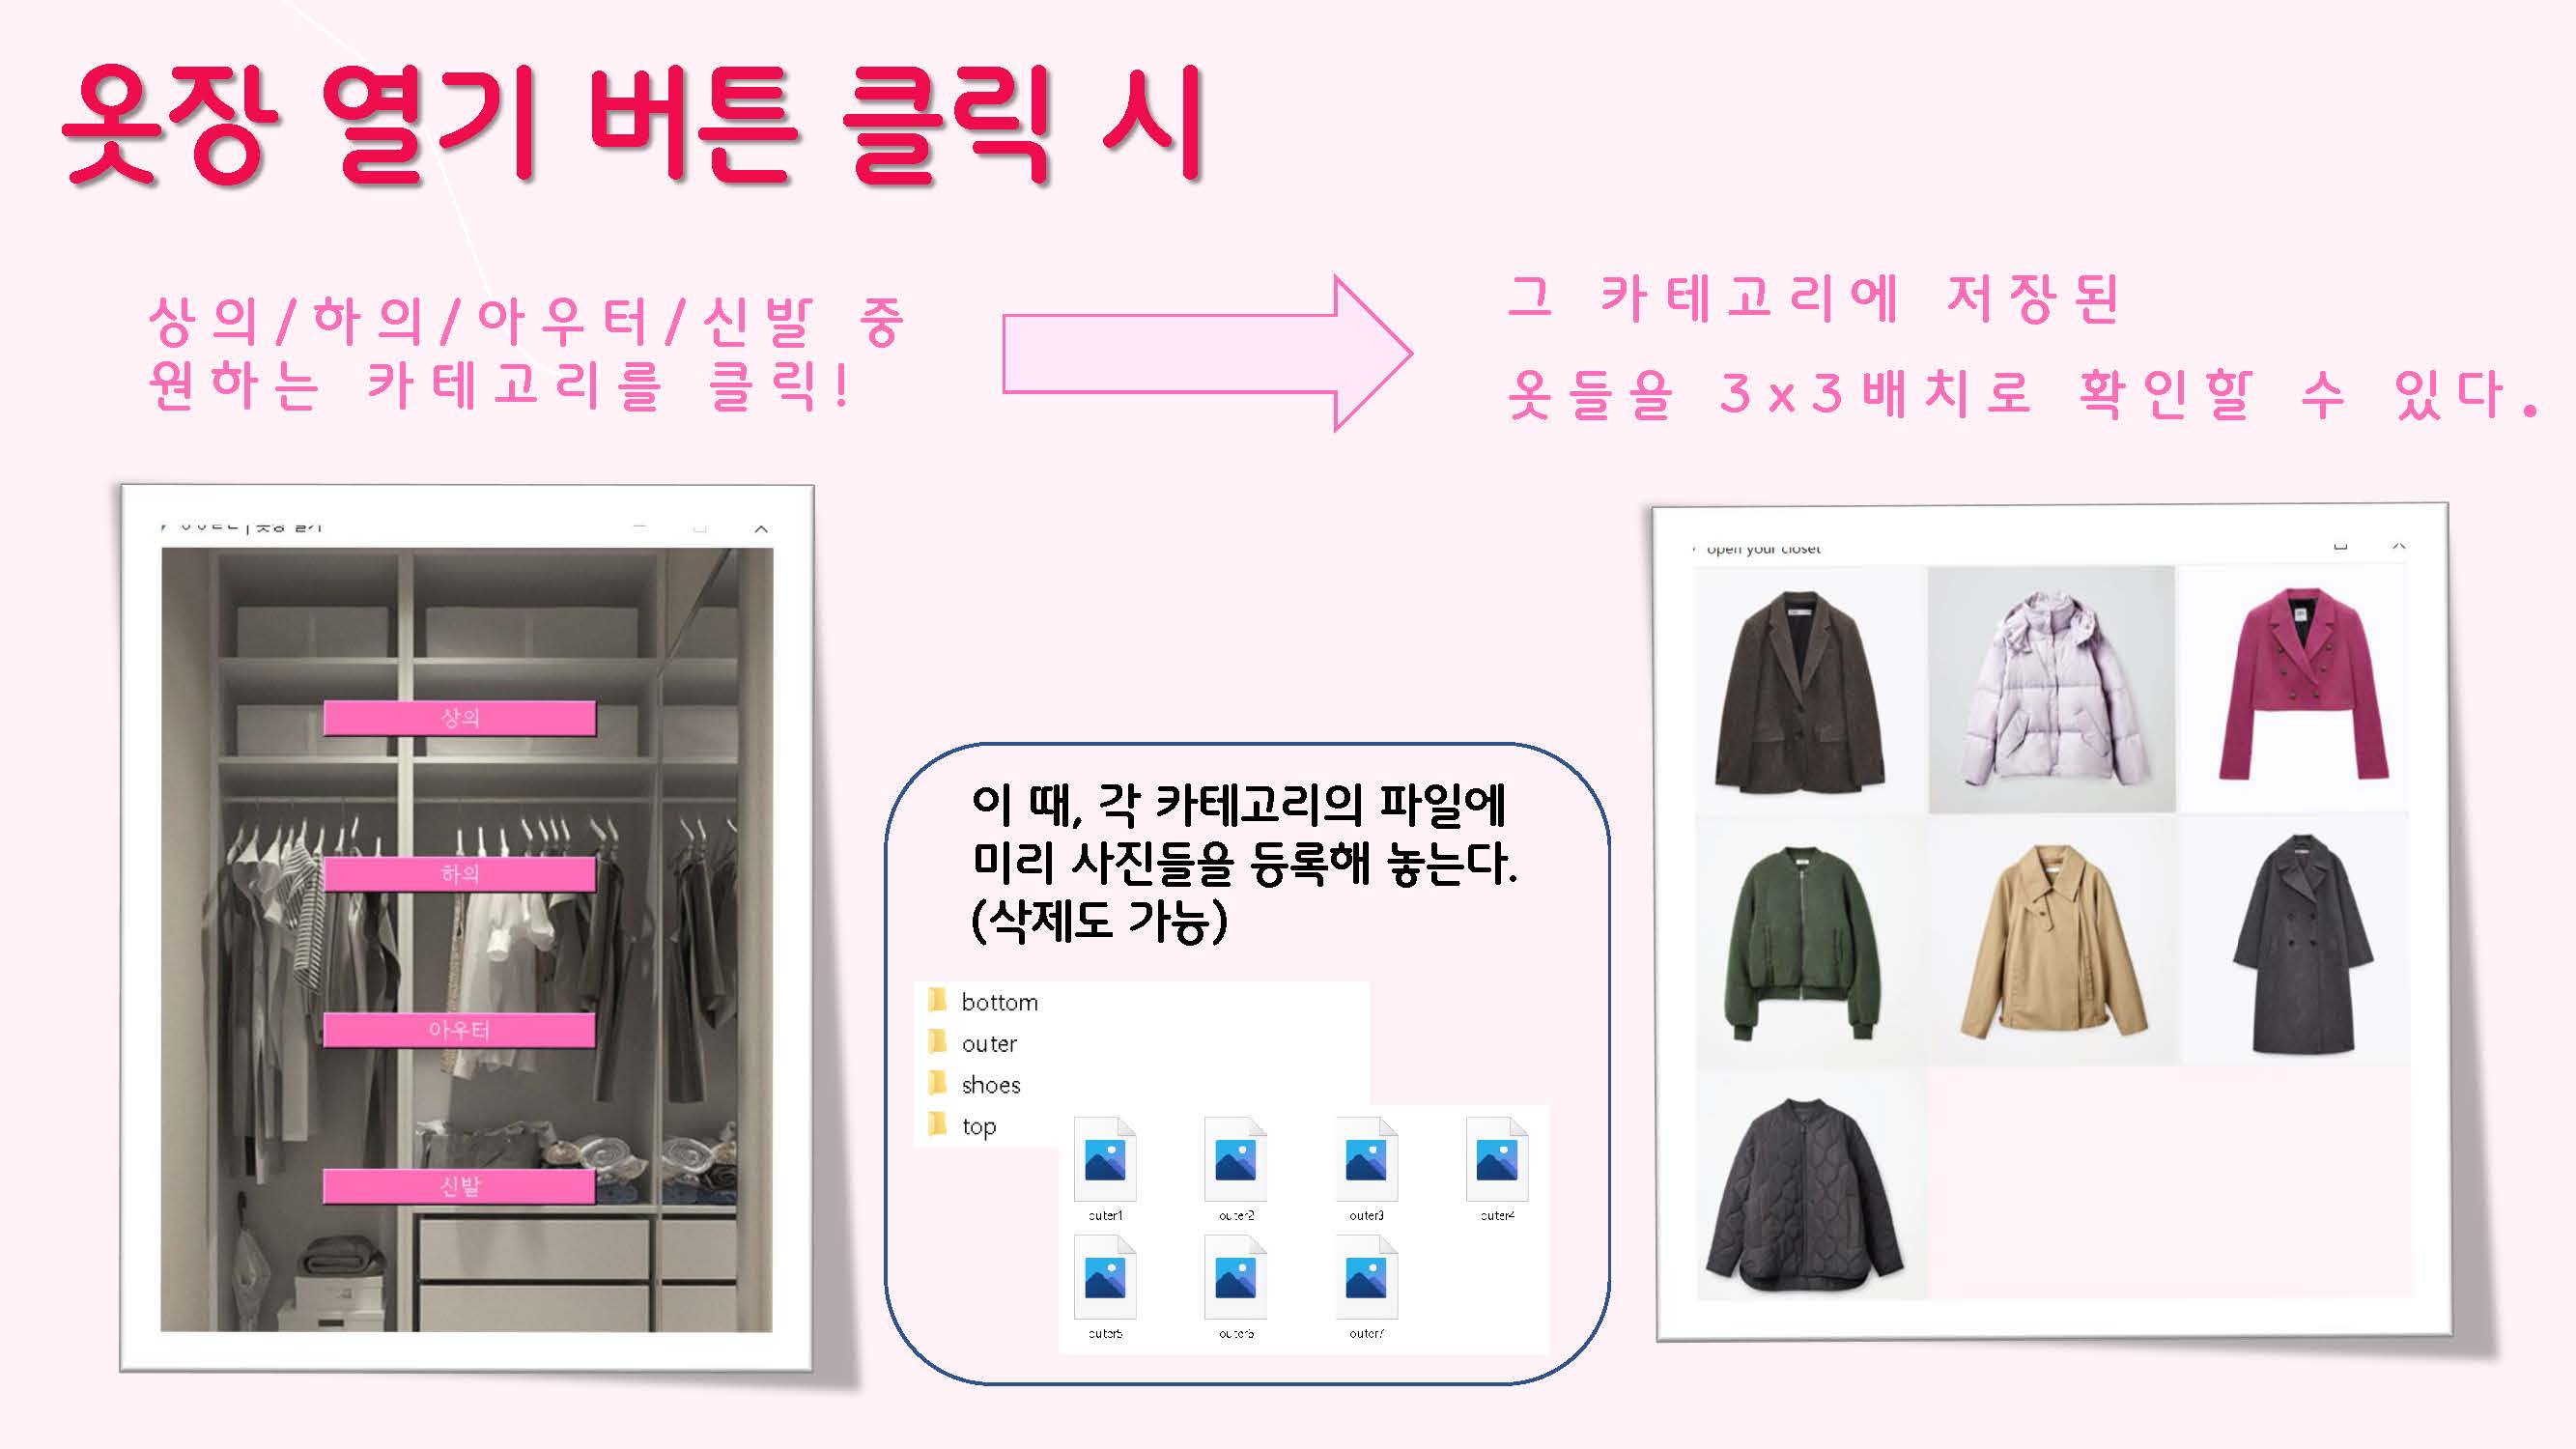 옷장 열기 버튼 클릭 시
상의/하의/아우터/신발 중
원하는 카테고리를 클릭!
그 카테고리에 저장된
옷들을 3x3배치로 확인할 수 있다.
옷장 열기
상의
하의
아우터
신발
이 때, 각 카테고리의 파일에
미리 사진들을 등록해 놓는다.
(삭제도 가능)
bottom
outer
shoes
top
outer1 outer2 outer3 outer4
outer5 outer6 outer7
open your closet